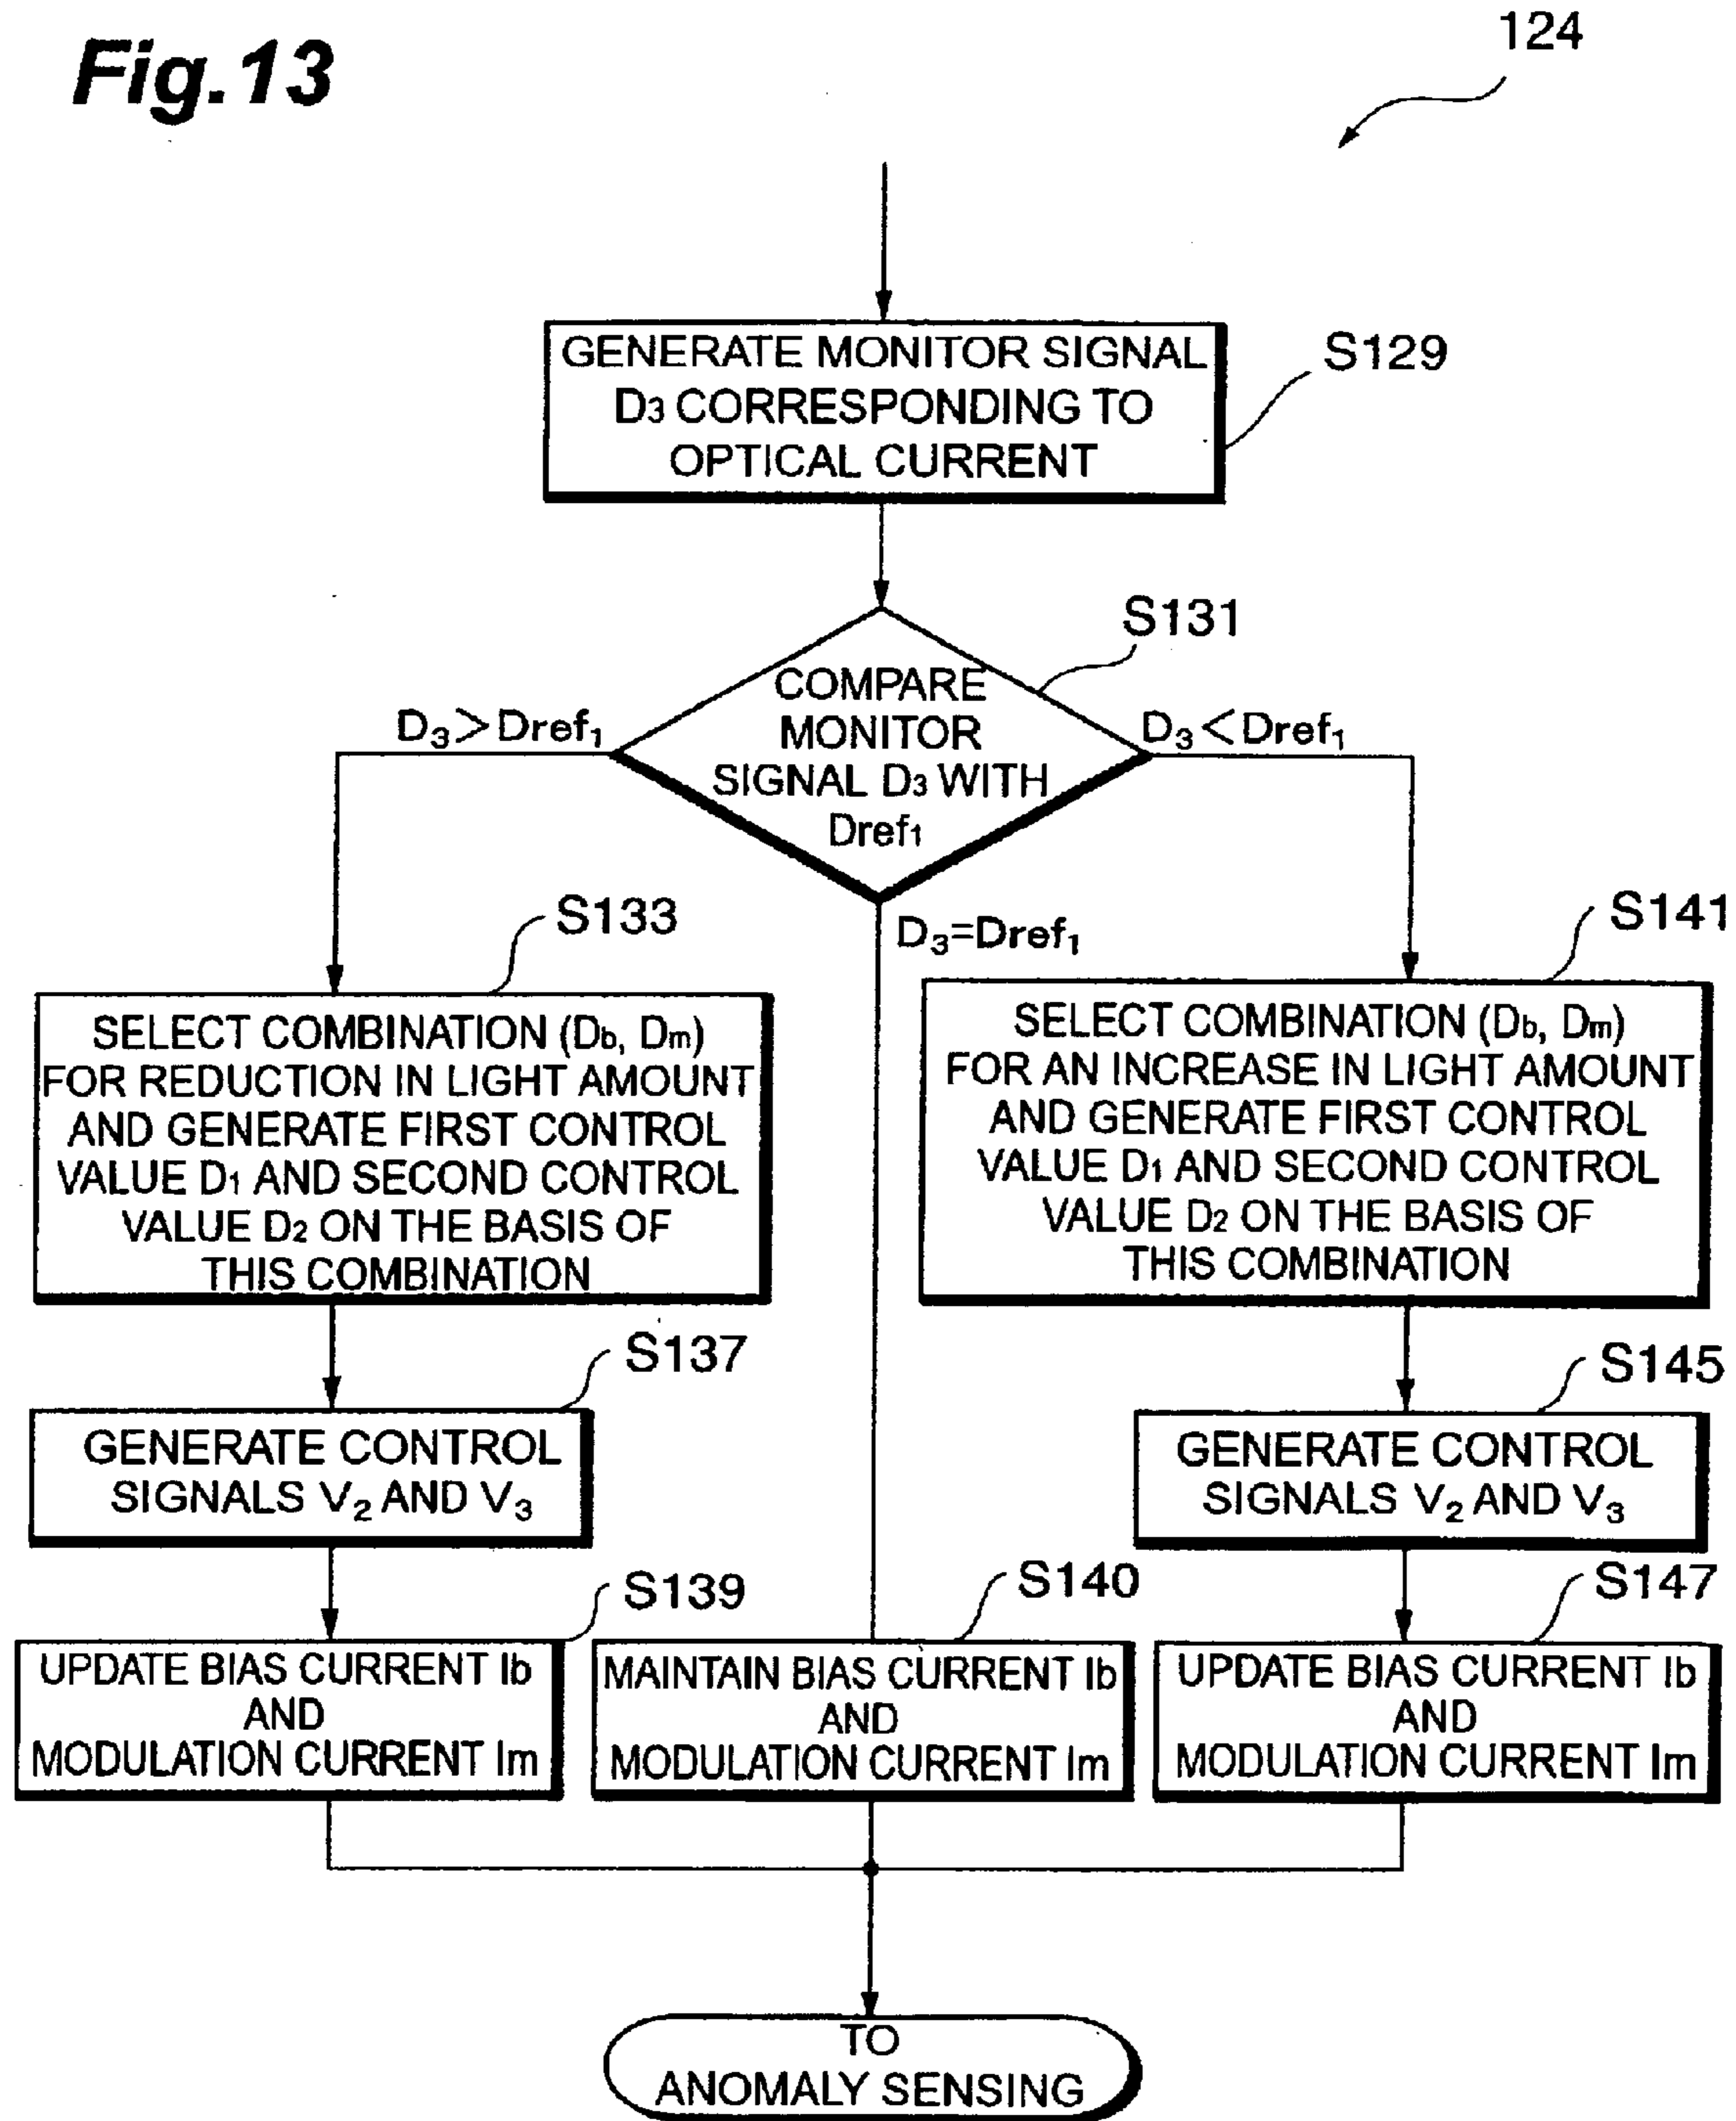 Fig.13
124
GENERATE MONITOR SIGNAL
D3 CORRESPONDING TO
OPTICAL CURRENT
S129
COMPARE
MONITOR
SIGNAL D3 WITH
Dref1
S131
D3>Dref1
D3<Dref1
D3=Dref1
S133
SELECT COMBINATION (Db, Dm)
FOR REDUCTION IN LIGHT AMOUNT
AND GENERATE FIRST CONTROL
VALUE D1 AND SECOND CONTROL
VALUE D2 ON THE BASIS OF
THIS COMBINATION
S141
SELECT COMBINATION (Db, Dm)
FOR AN INCREASE IN LIGHT AMOUNT
AND GENERATE FIRST CONTROL
VALUE D1 AND SECOND CONTROL
VALUE D2 ON THE BASIS OF
THIS COMBINATION
S137
GENERATE CONTROL
SIGNALS V2 AND V3
S145
GENERATE CONTROL
SIGNALS V2 AND V3
S139
UPDATE BIAS CURRENT Ib
AND
MODULATION CURRENT Im
S140
MAINTAIN BIAS CURRENT Ib
AND
MODULATION CURRENT Im
S147
UPDATE BIAS CURRENT Ib
AND
MODULATION CURRENT Im
TO
ANOMALY SENSING